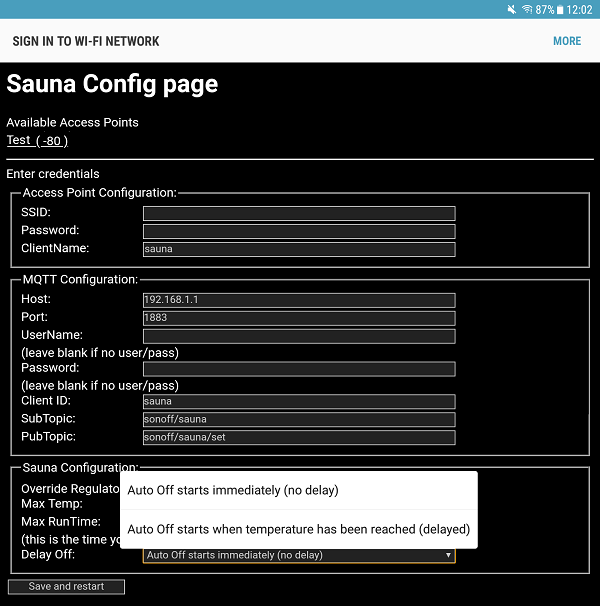 87% 12:02
SIGN IN TO WI-FI NETWORK MORE
Sauna Config page
Available Access Points
Test ( -80 )
Enter credentials
Access Point Configuration:
SSID:
Password:
ClientName: sauna
MQTT Configuration:
Host: 192.168.1.1
Port: 1883
UserName:
(leave blank if no user/pass)
Password:
(leave blank if no user/pass)
Client ID: sauna
SubTopic: sonoff/sauna
PubTopic: sonoff/sauna/set
Sauna Configuration:
Override
Auto Off starts immediately (no delay)
Max Temp:
Max RunTime:
Auto Off starts when temperature has been reached (delayed)
(this is the time
Delay Off: Auto Off starts immediately (no delay)
Save and restart